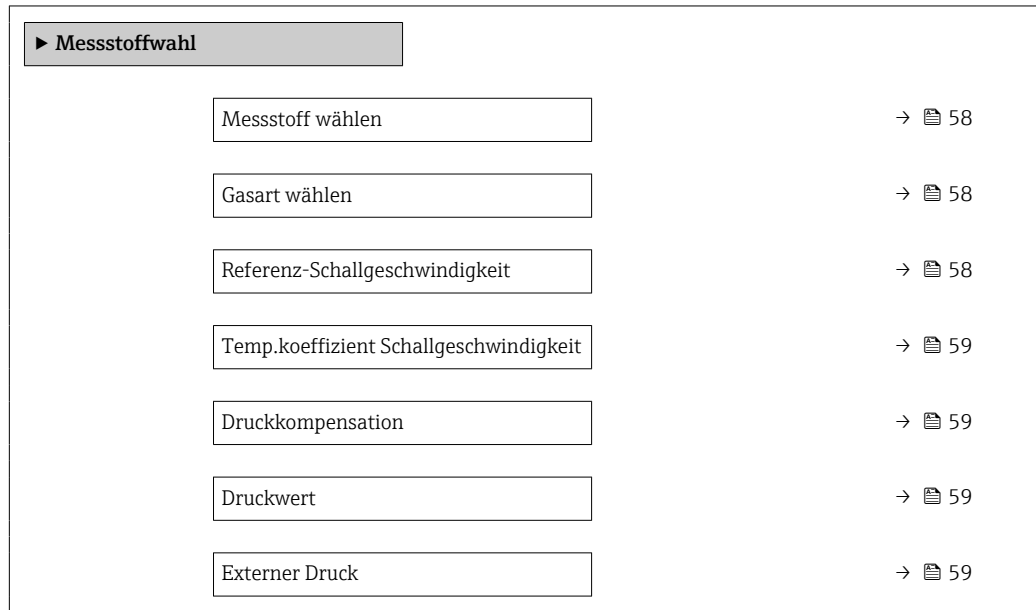 ► Messstoffwahl
Messstoff wählen → 58
Gasart wählen → 58
Referenz-Schallgeschwindigkeit → 58
Temp.koeffizient Schallgeschwindigkeit → 59
Druckkompensation → 59
Druckwert → 59
Externer Druck → 59